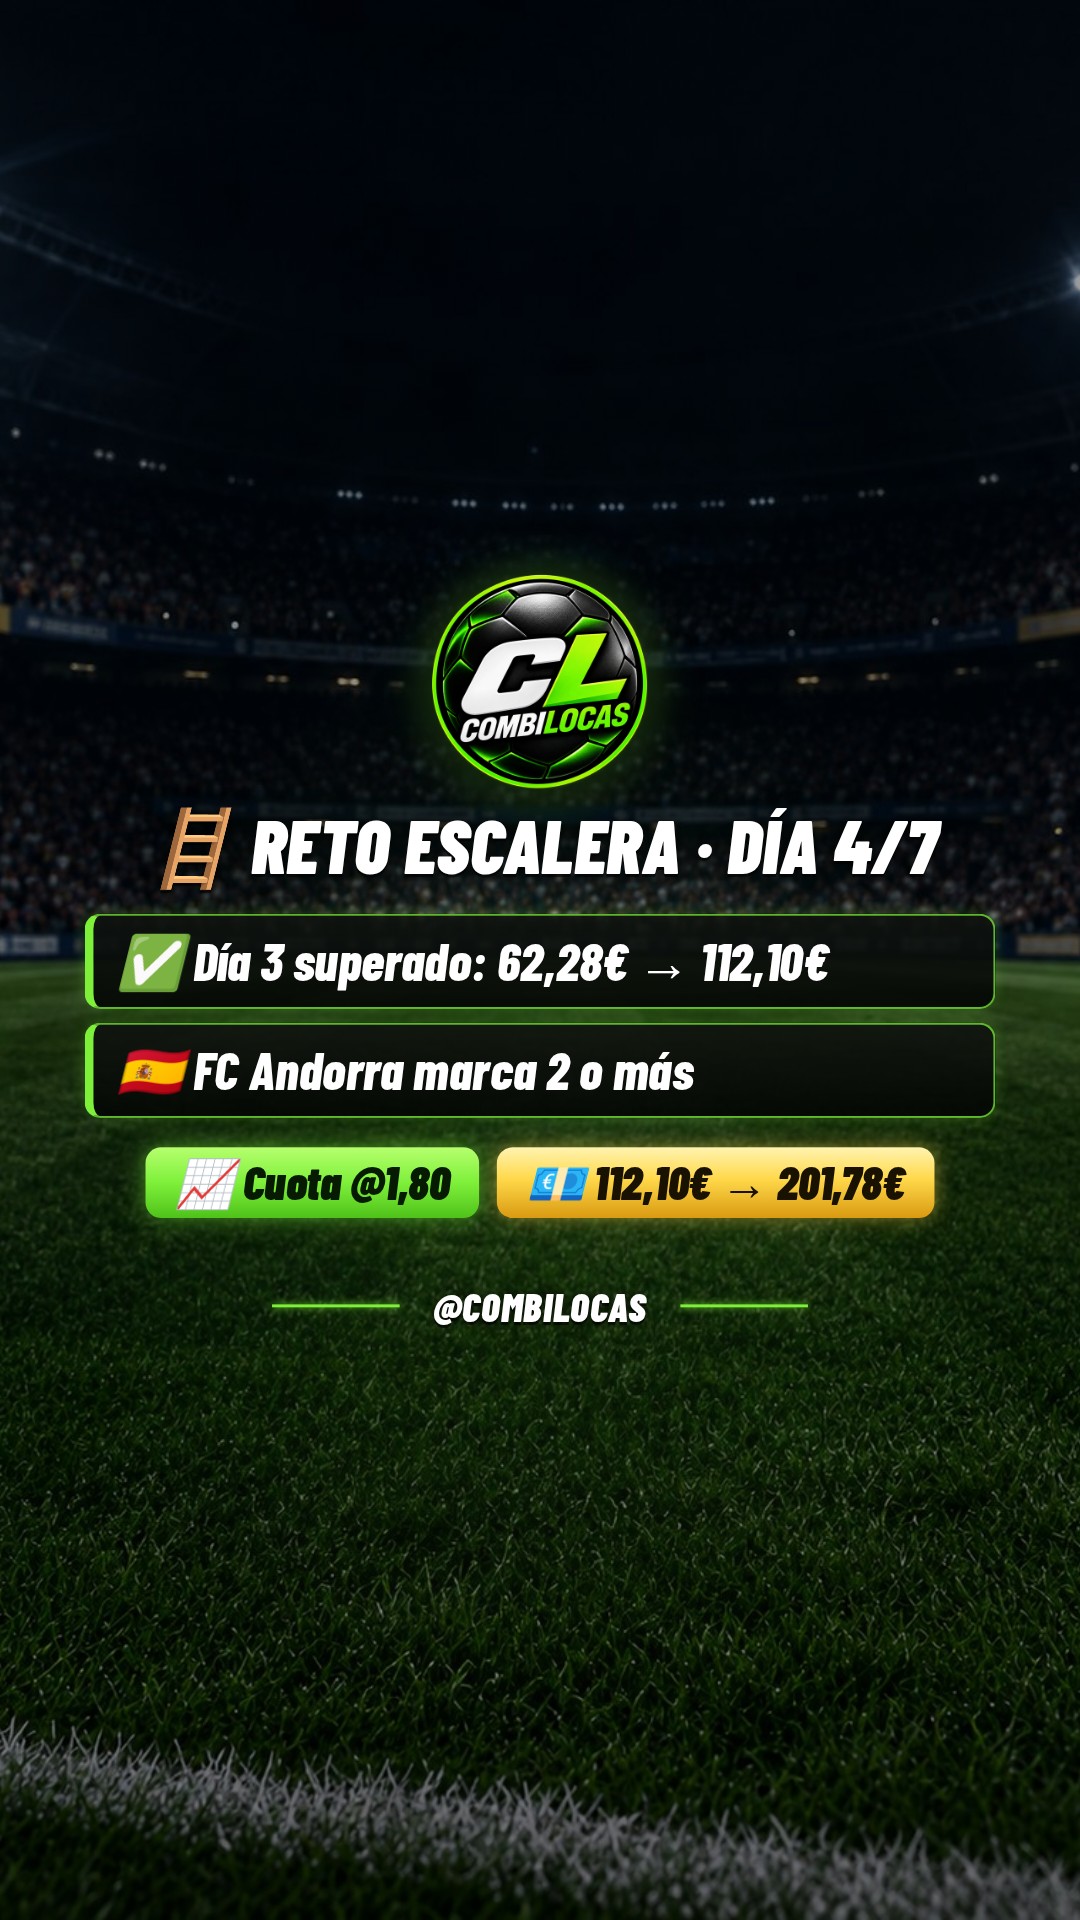 CL
COMBILOCAS
🪜 RETO ESCALERA · DÍA 4/7
✅ Día 3 superado: 62,28€ → 112,10€
🇪🇸 FC Andorra marca 2 o más
📈 Cuota @1,80
💶 112,10€ → 201,78€
@COMBILOCAS